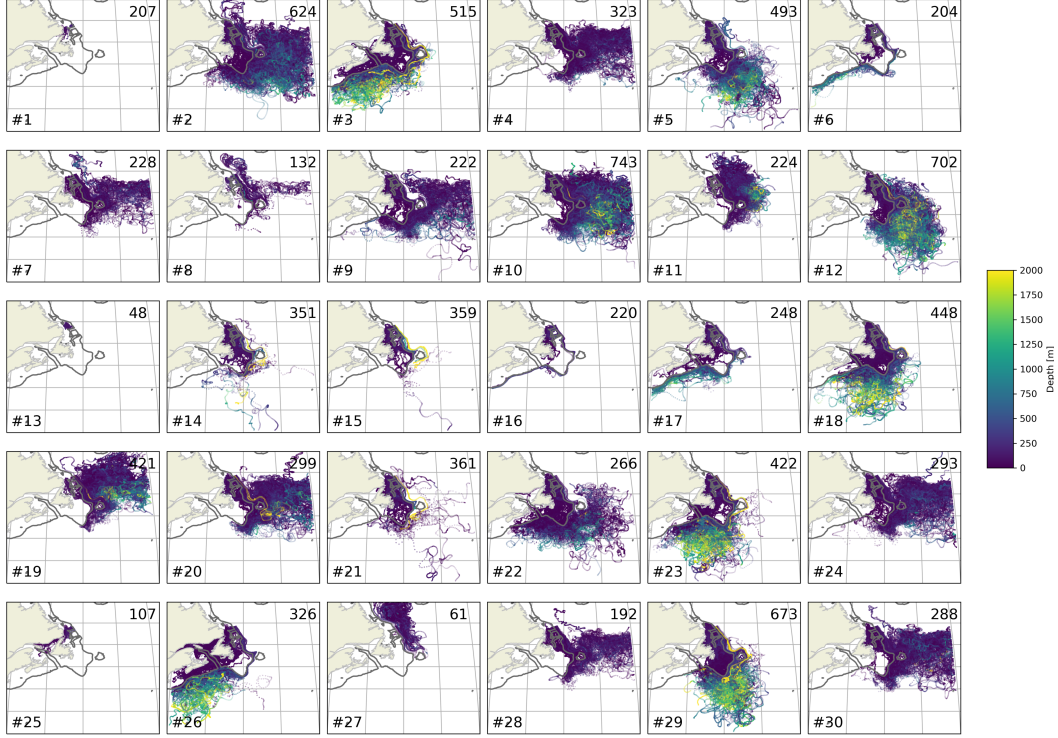 207 624 515 323 493 204
#1 #2 #3 #4 #5 #6
228 132 222 743 224 702
#7 #8 #9 #10 #11 #12
48 351 359 220 248 448
#13 #14 #15 #16 #17 #18
421 299 361 266 422 293
#19 #20 #21 #22 #23 #24
107 326 61 192 673 288
#25 #26 #27 #28 #29 #30
2000
1750
1500
1250
1000
750
500
250
0
Depth [m]